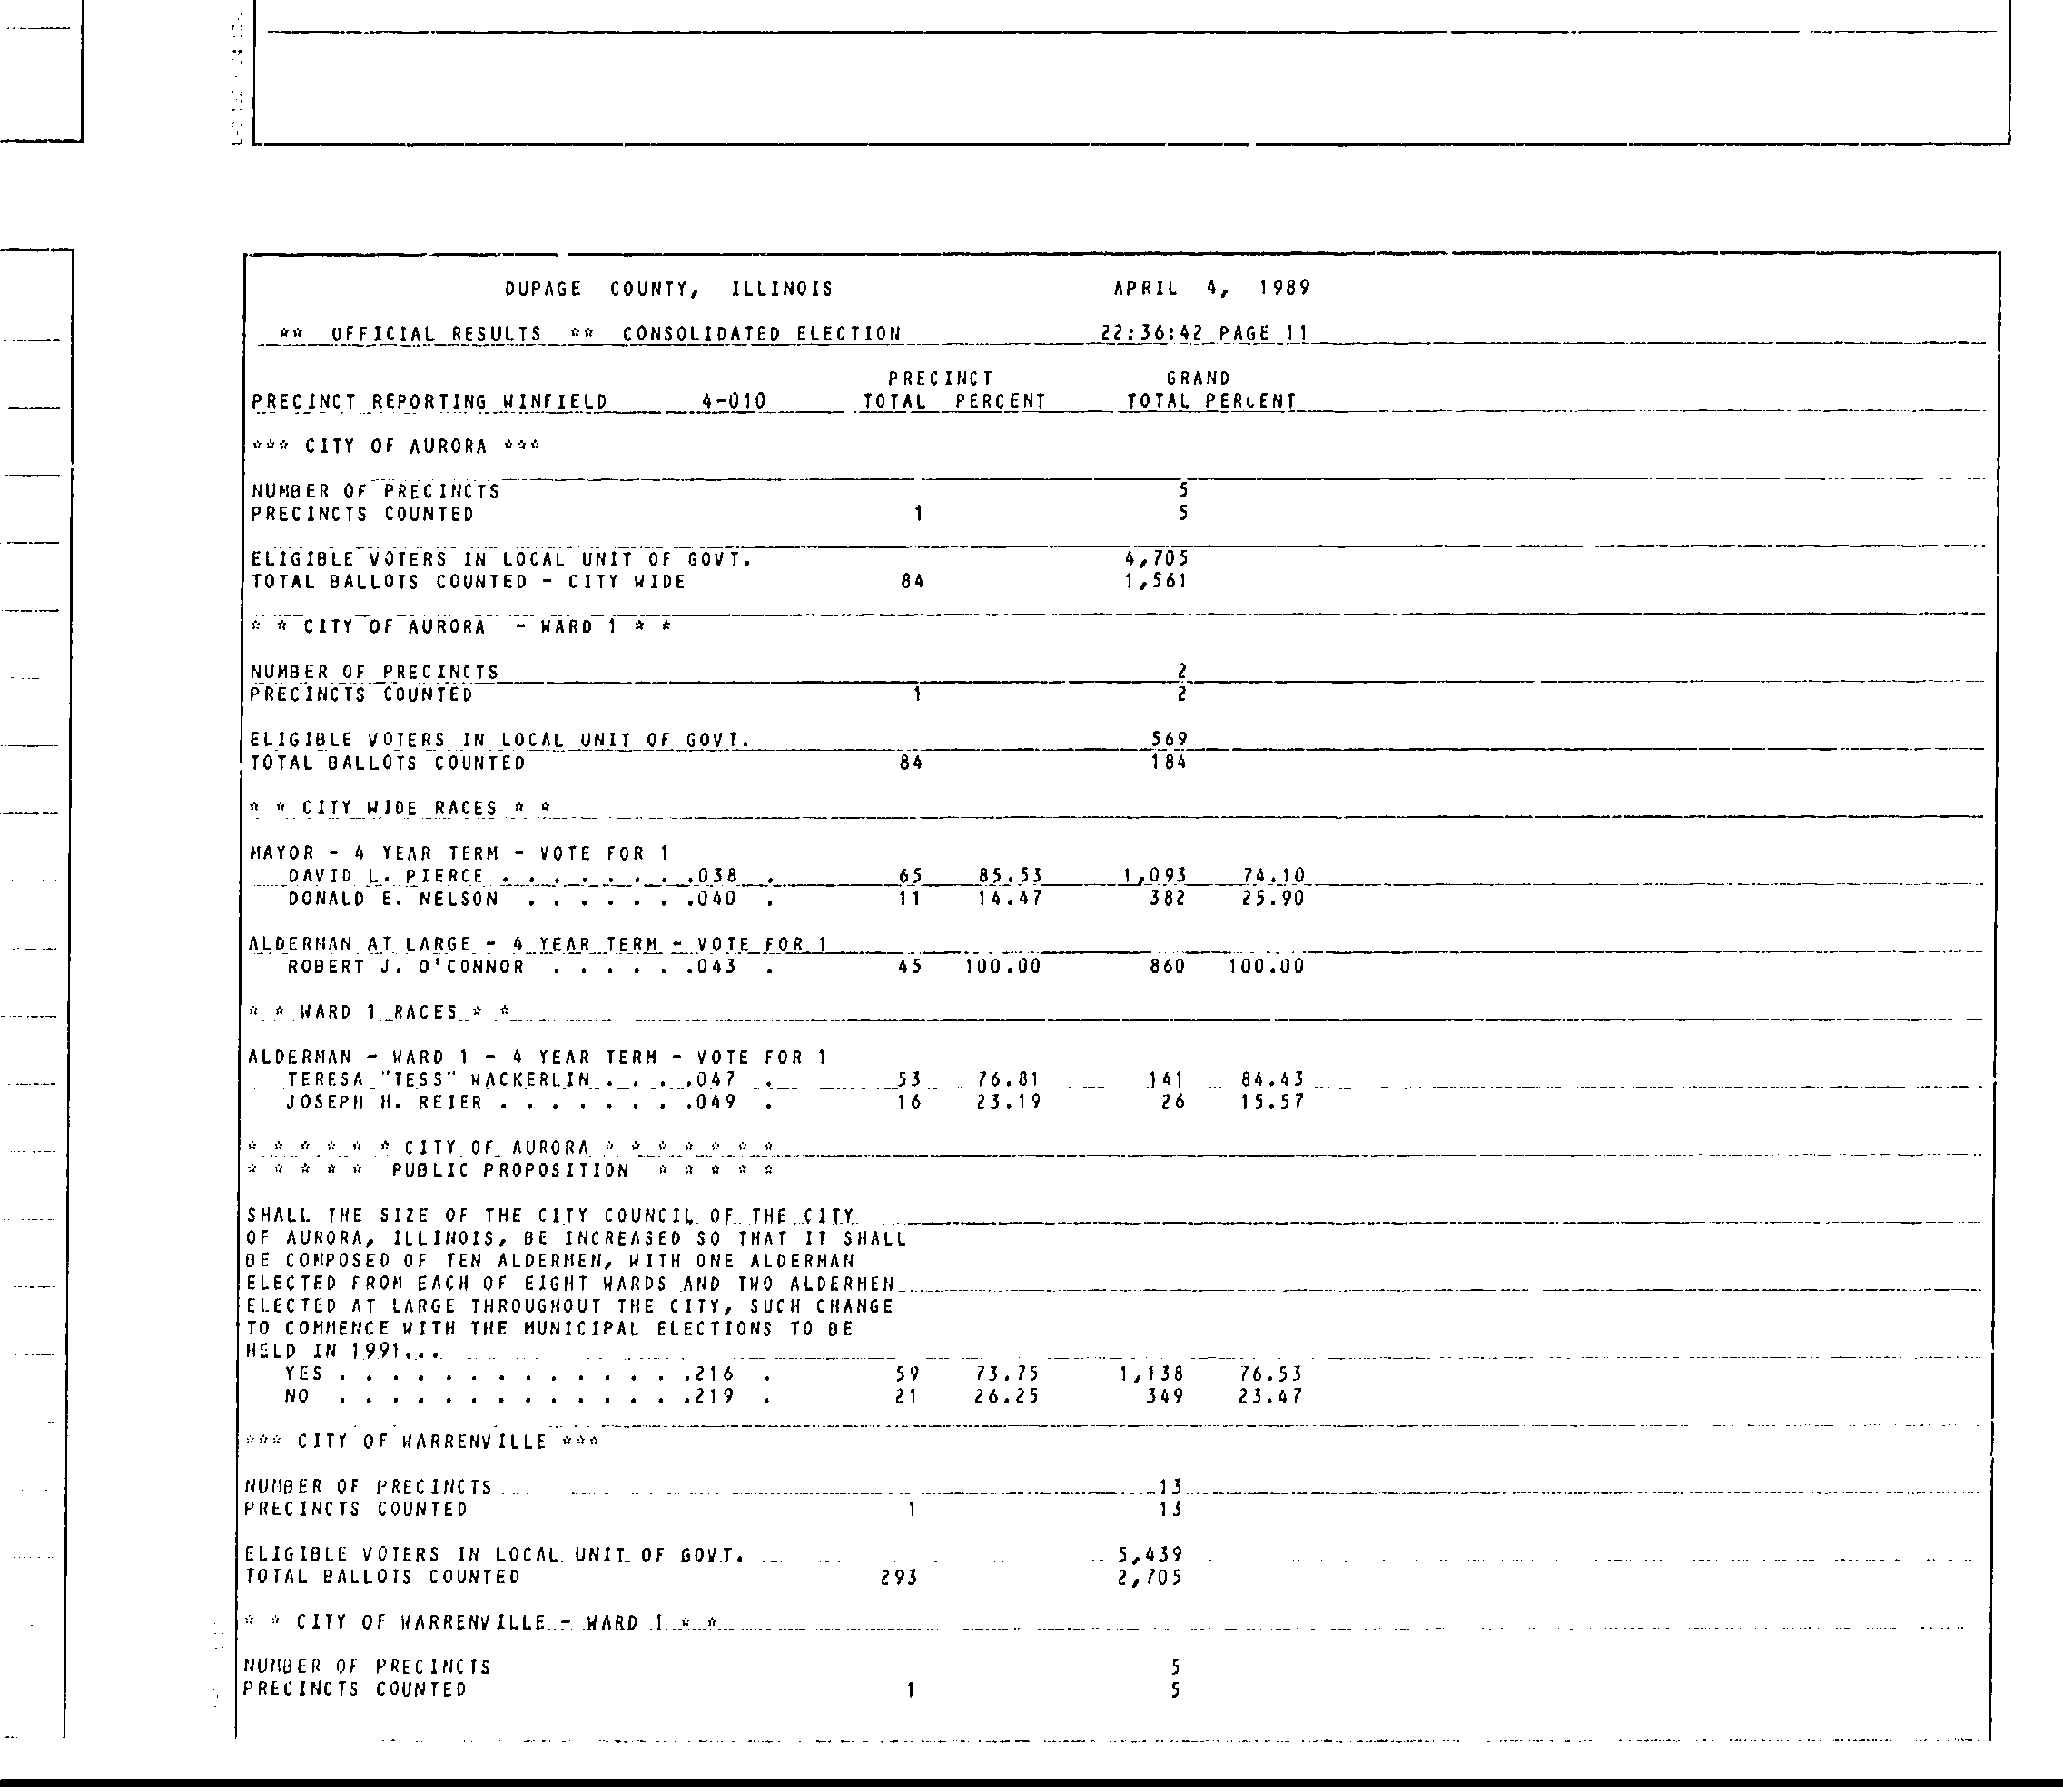 DUPAGE COUNTY, ILLINOIS APRIL 4, 1989
** OFFICIAL RESULTS ** CONSOLIDATED ELECTION 22:36:42 PAGE 11
PRECINCT GRAND
PRECINCT REPORTING WINFIELD 4-010 TOTAL PERCENT TOTAL PERCENT
*** CITY OF AURORA ***
NUMBER OF PRECINCTS 5
PRECINCTS COUNTED 1 5
ELIGIBLE VOTERS IN LOCAL UNIT OF GOVT. 4,705
TOTAL BALLOTS COUNTED - CITY WIDE 84 1,561
* * CITY OF AURORA - WARD 1 * *
NUMBER OF PRECINCTS 2
PRECINCTS COUNTED 1 2
ELIGIBLE VOTERS IN LOCAL UNIT OF GOVT. 569
TOTAL BALLOTS COUNTED 84 184
* * CITY WIDE RACES * *
MAYOR - 4 YEAR TERM - VOTE FOR 1
DAVID L. PIERCE . . . . . . . .038 . 65 85.53 1,093 74.10
DONALD E. NELSON . . . . . . .040 . 11 14.47 382 25.90
ALDERMAN AT LARGE - 4 YEAR TERM - VOTE FOR 1
ROBERT J. O'CONNOR . . . . . .043 . 45 100.00 860 100.00
* * WARD 1 RACES * *
ALDERMAN - WARD 1 - 4 YEAR TERM - VOTE FOR 1
TERESA "TESS" WACKERLIN . . . .047 . 53 76.81 141 84.43
JOSEPH H. REIER . . . . . . . .049 . 16 23.19 26 15.57
* * * * * * CITY OF AURORA * * * * * * *
* * * * * PUBLIC PROPOSITION * * * * *
SHALL THE SIZE OF THE CITY COUNCIL OF THE CITY
OF AURORA, ILLINOIS, BE INCREASED SO THAT IT SHALL
BE COMPOSED OF TEN ALDERMEN, WITH ONE ALDERMAN
ELECTED FROM EACH OF EIGHT WARDS AND TWO ALDERMEN
ELECTED AT LARGE THROUGHOUT THE CITY, SUCH CHANGE
TO COMMENCE WITH THE MUNICIPAL ELECTIONS TO BE
HELD IN 1991...
YES . . . . . . . . . . . . . .216 . 59 73.75 1,138 76.53
NO . . . . . . . . . . . . . .219 . 21 26.25 349 23.47
*** CITY OF WARRENVILLE ***
NUMBER OF PRECINCTS 13
PRECINCTS COUNTED 1 13
ELIGIBLE VOTERS IN LOCAL UNIT OF GOVT. 5,439
TOTAL BALLOTS COUNTED 293 2,705
* * CITY OF WARRENVILLE - WARD 1 * *
NUMBER OF PRECINCTS 5
PRECINCTS COUNTED 1 5